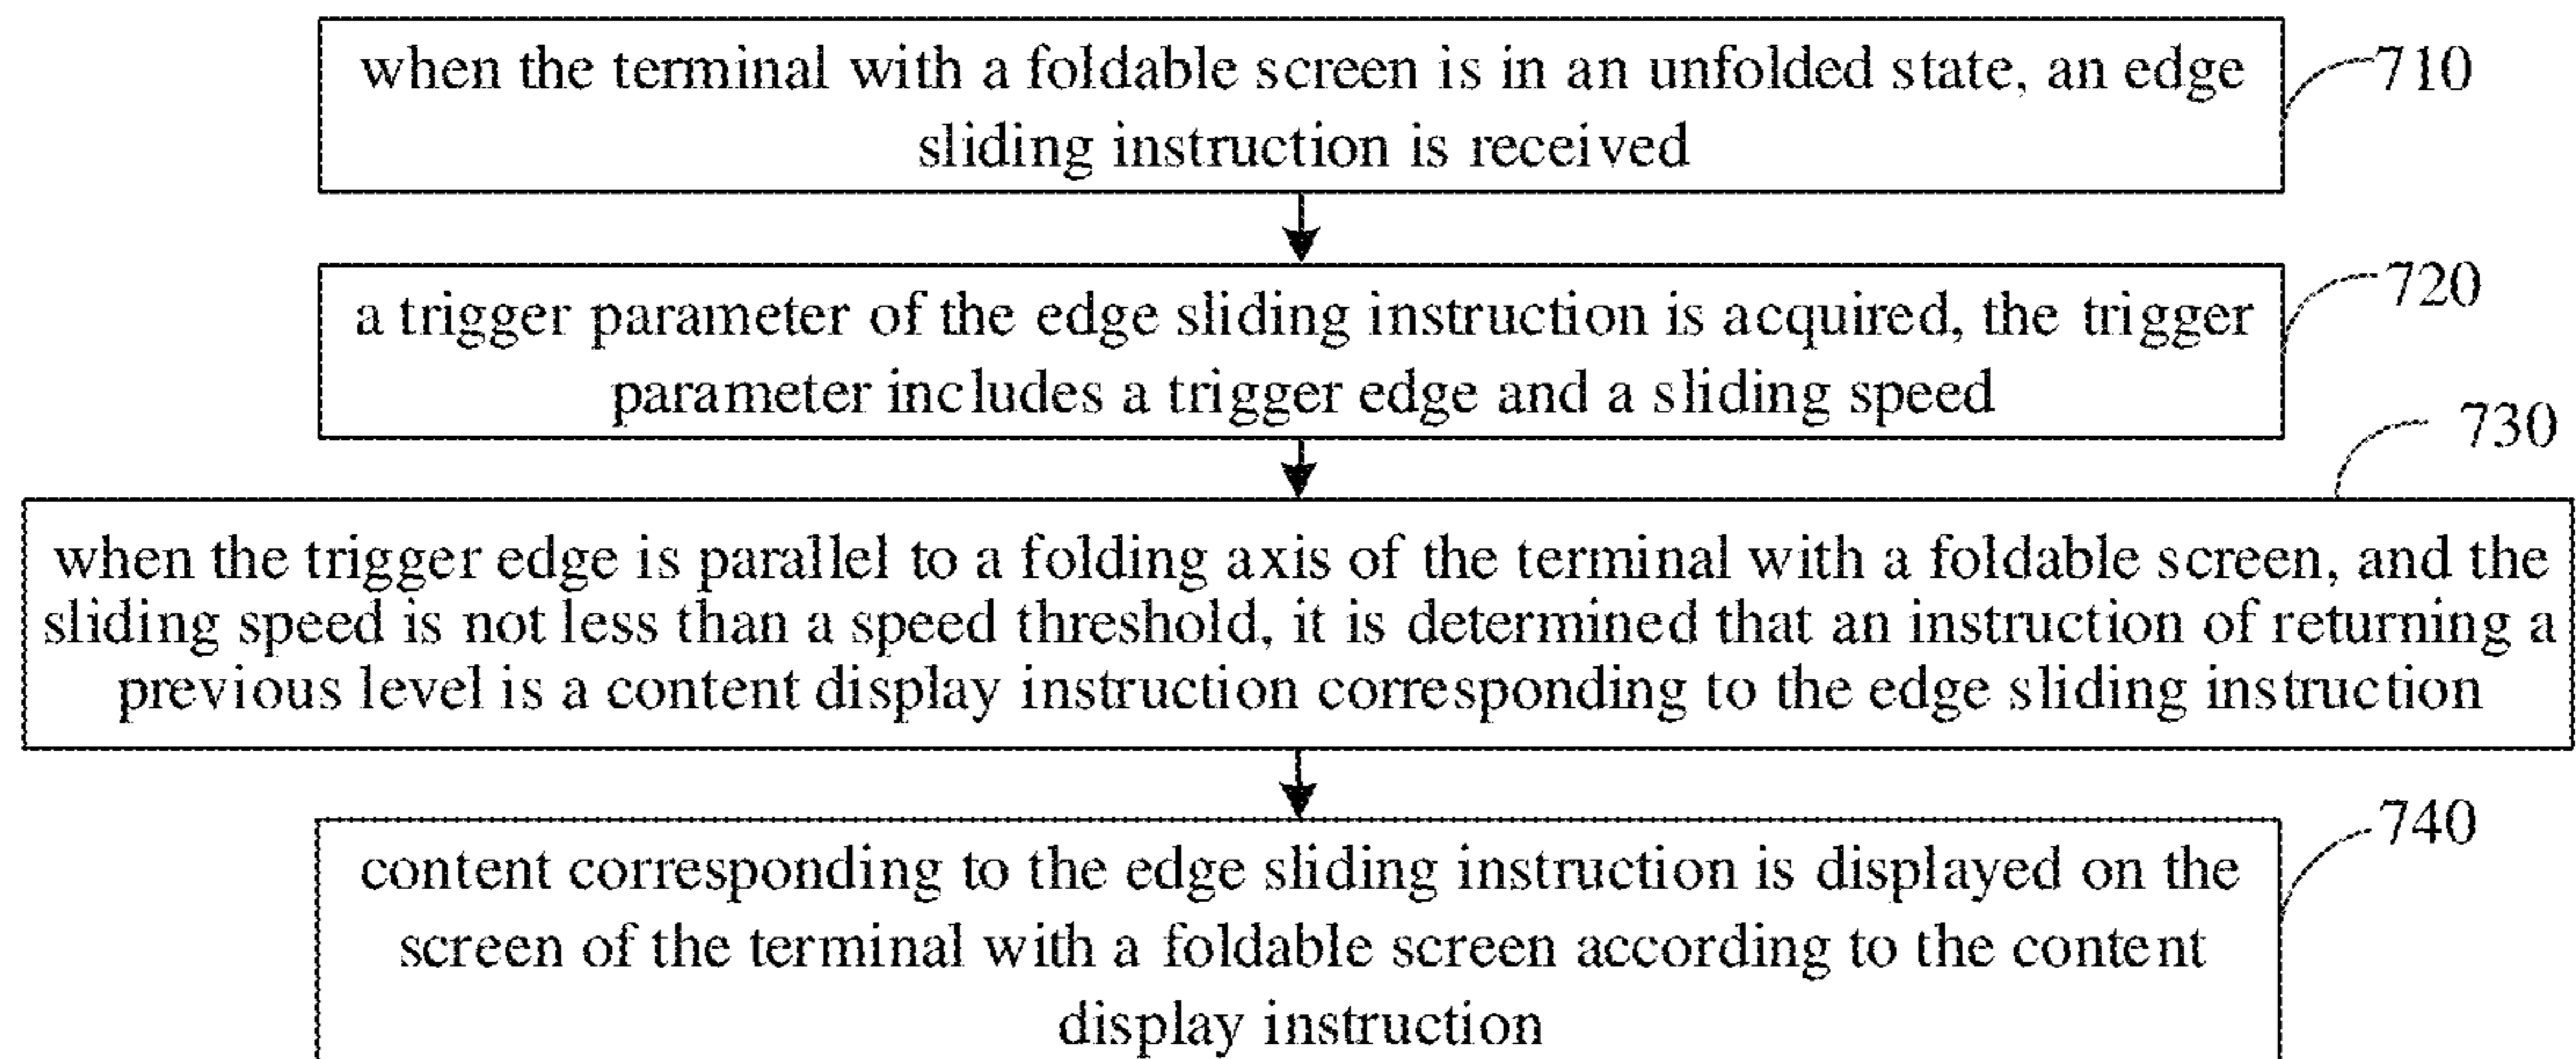 when the terminal with a foldable screen is in an unfolded state, an edge
sliding instruction is received
710
a trigger parameter of the edge sliding instruction is acquired, the trigger
parameter includes a trigger edge and a sliding speed
720
730
when the trigger edge is parallel to a folding axis of the terminal with a foldable screen, and the
sliding speed is not less than a speed threshold, it is determined that an instruction of returning a
previous level is a content display instruction corresponding to the edge sliding instruction
740
content corresponding to the edge sliding instruction is displayed on the
screen of the terminal with a foldable screen according to the content
display instruction